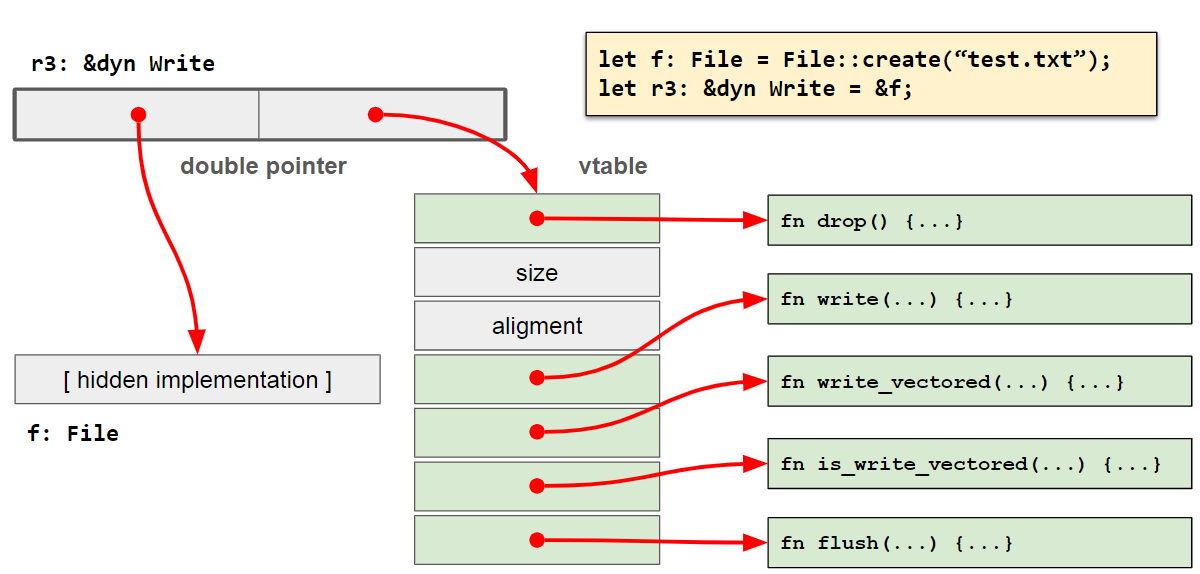 r3: &dyn Write
let f: File = File::create(“test.txt”);
let r3: &dyn Write = &f;
double pointer
vtable
fn drop() {...}
size
fn write(...) {...}
aligment
[ hidden implementation ]
fn write_vectored(...) {...}
f: File
fn is_write_vectored(...) {...}
fn flush(...) {...}